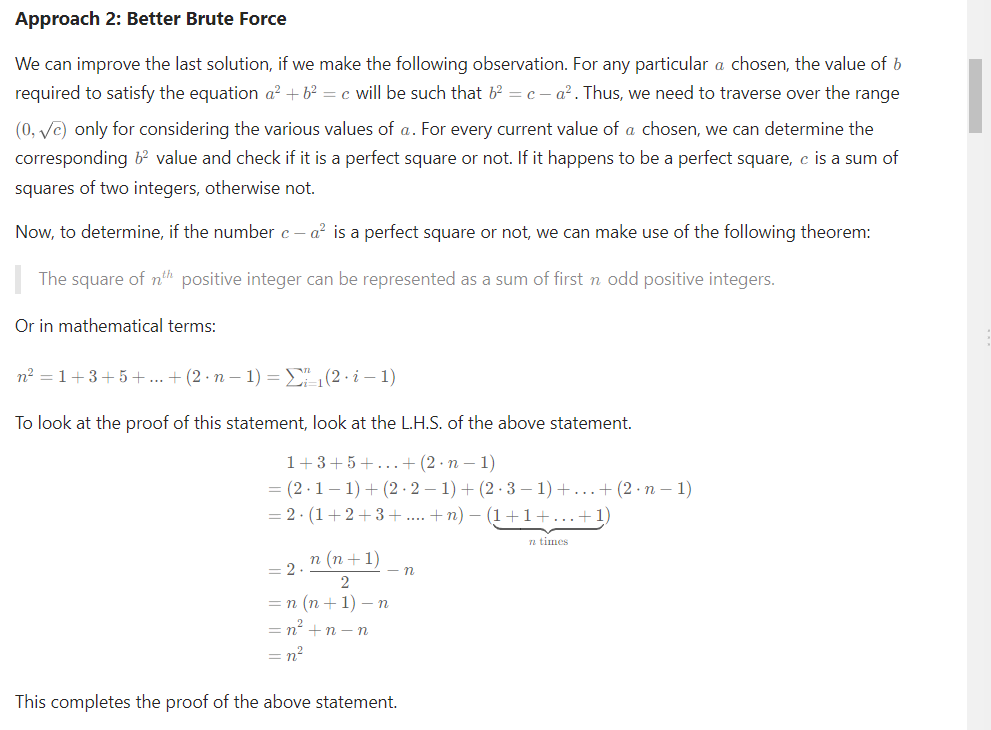 Approach 2: Better Brute Force
We can improve the last solution, if we make the following observation. For any particular a chosen, the value of b
required to satisfy the equation a² + b² = c will be such that b² = c − a². Thus, we need to traverse over the range
(0, √c) only for considering the various values of a. For every current value of a chosen, we can determine the
corresponding b² value and check if it is a perfect square or not. If it happens to be a perfect square, c is a sum of
squares of two integers, otherwise not.
Now, to determine, if the number c − a² is a perfect square or not, we can make use of the following theorem:
The square of nᵗʰ positive integer can be represented as a sum of first n odd positive integers.
Or in mathematical terms:
n² = 1 + 3 + 5 + ... + (2 · n − 1) = ∑ⁿᵢ₌₁(2 · i − 1)
To look at the proof of this statement, look at the L.H.S. of the above statement.
1 + 3 + 5 + ... + (2 · n − 1)
= (2 · 1 − 1) + (2 · 2 − 1) + (2 · 3 − 1) + ... + (2 · n − 1)
= 2 · (1 + 2 + 3 + .... + n) − (1 + 1 + ... + 1)
n times
= 2 · n (n + 1) / 2 − n
= n (n + 1) − n
= n² + n − n
= n²
This completes the proof of the above statement.